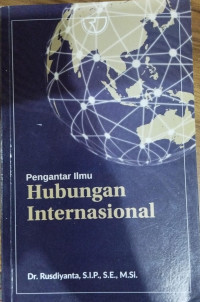 Pengantar Ilmu
Hubungan
Internasional
Dr. Rusdiyanta, S.I.P., S.E., M.Si.